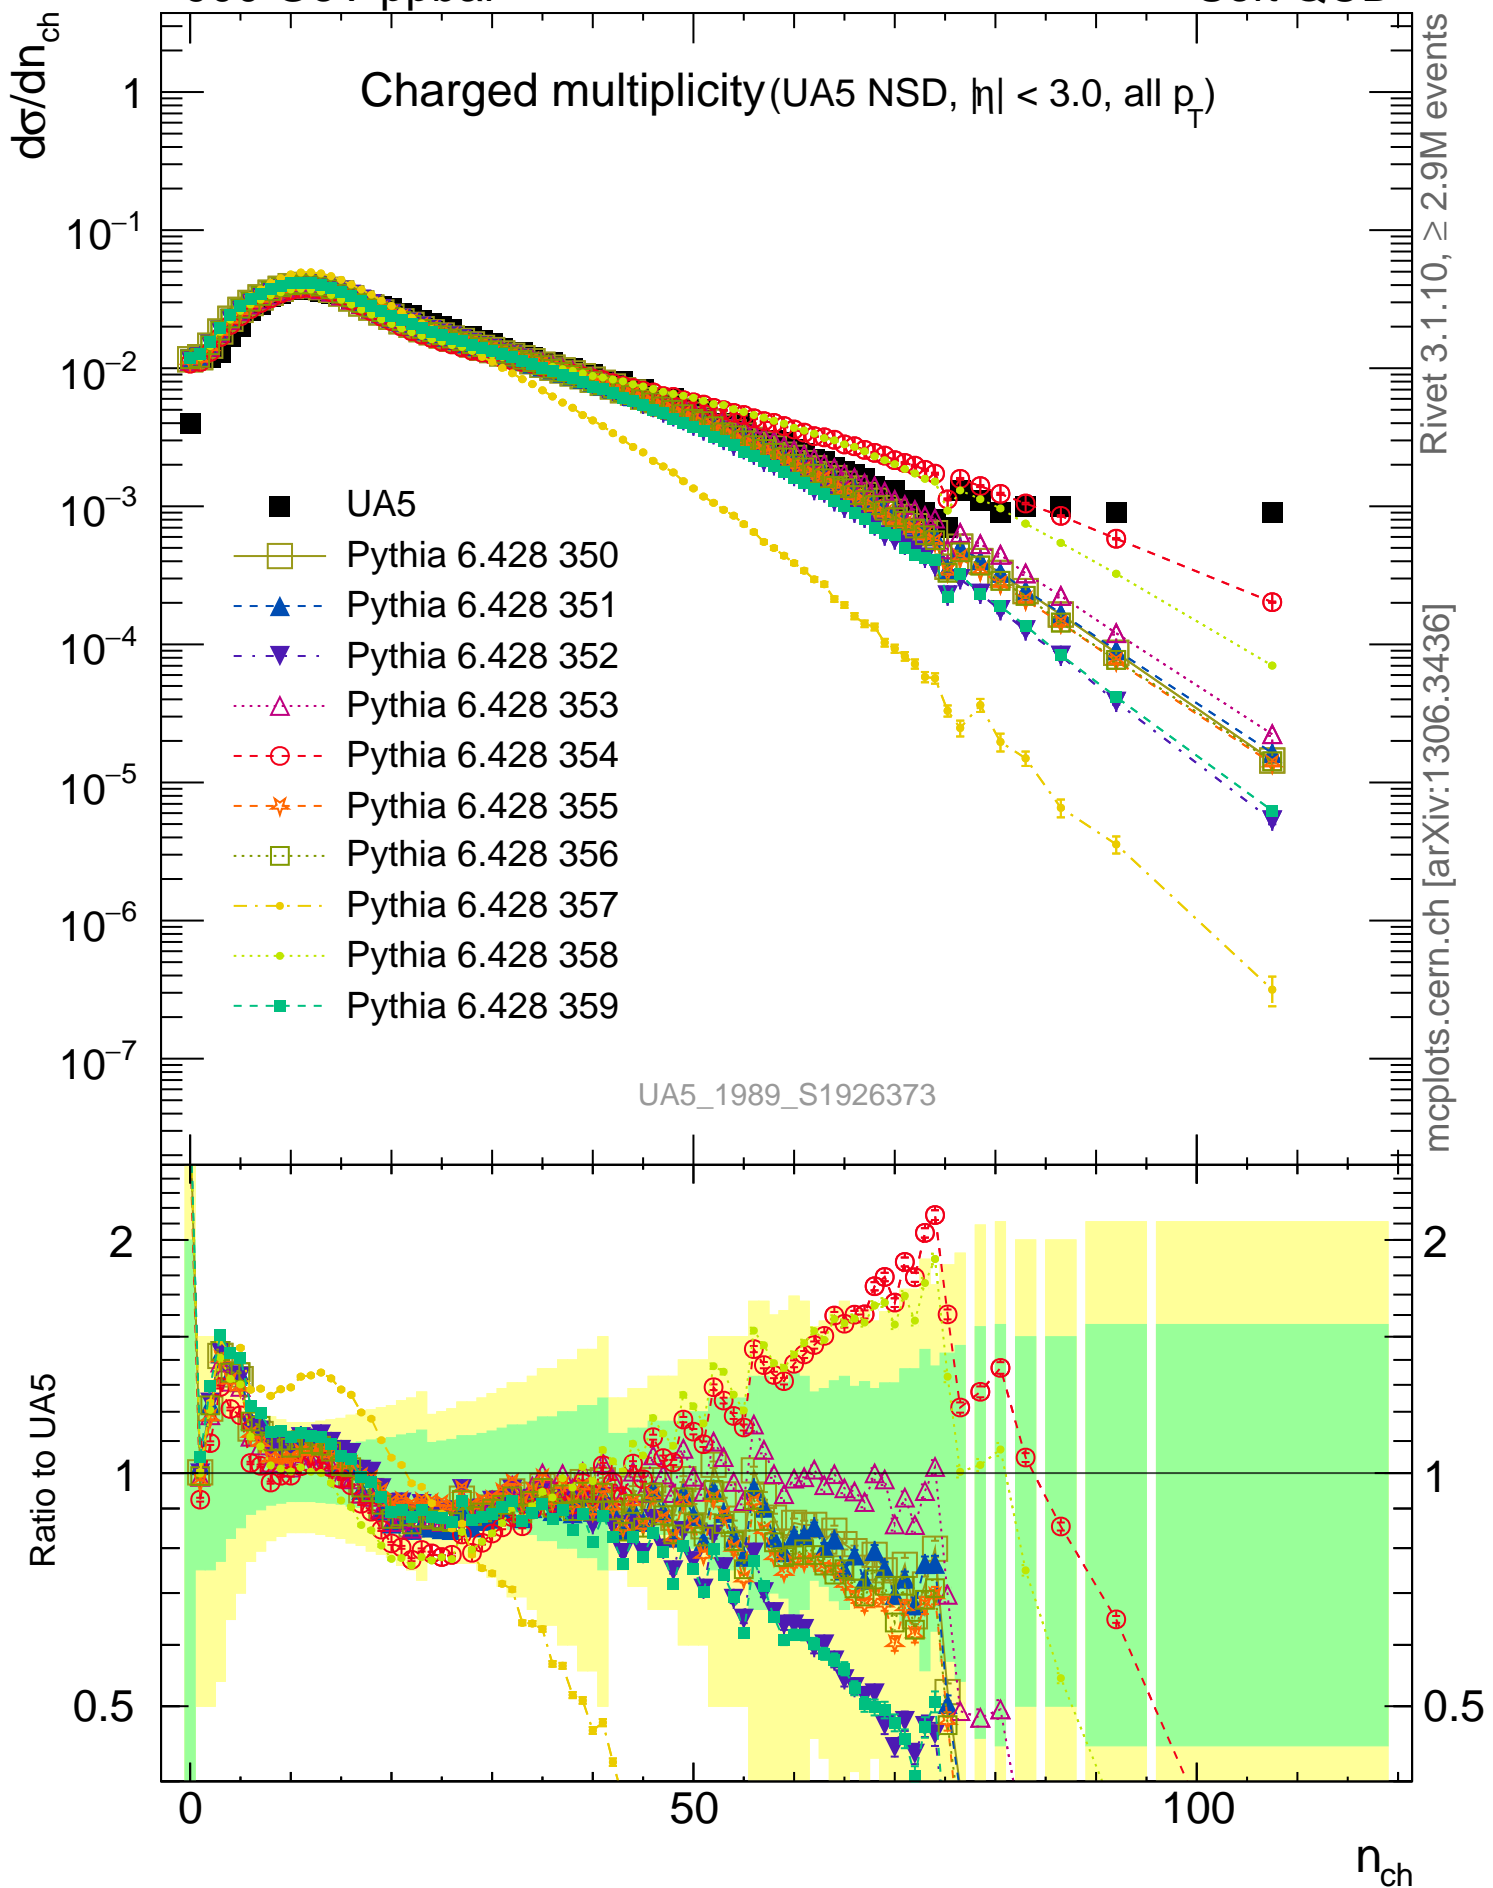 dσ/dn_ch
Charged multiplicity (UA5 NSD, |η| < 3.0, all p_T)
1
10^−1
10^−2
10^−3
10^−4
10^−5
10^−6
10^−7
UA5
Pythia 6.428 350
Pythia 6.428 351
Pythia 6.428 352
Pythia 6.428 353
Pythia 6.428 354
Pythia 6.428 355
Pythia 6.428 356
Pythia 6.428 357
Pythia 6.428 358
Pythia 6.428 359
UA5_1989_S1926373
Rivet 3.1.10, ≥ 2.9M events
mcplots.cern.ch [arXiv:1306.3436]
Ratio to UA5
2
1
0.5
2
1
0.5
0
50
100
n_ch